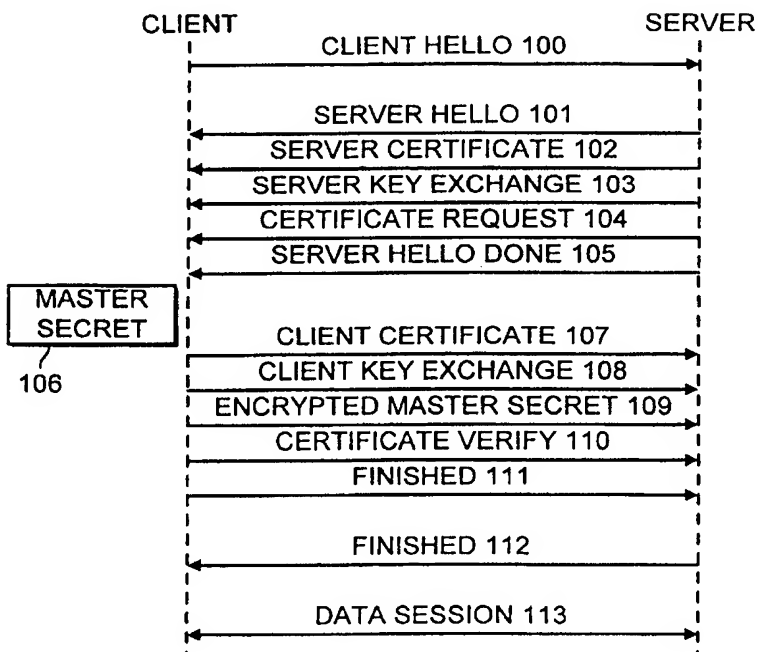 CLIENT
SERVER
CLIENT HELLO 100
SERVER HELLO 101
SERVER CERTIFICATE 102
SERVER KEY EXCHANGE 103
CERTIFICATE REQUEST 104
SERVER HELLO DONE 105
MASTER
SECRET
106
CLIENT CERTIFICATE 107
CLIENT KEY EXCHANGE 108
ENCRYPTED MASTER SECRET 109
CERTIFICATE VERIFY 110
FINISHED 111
FINISHED 112
DATA SESSION 113